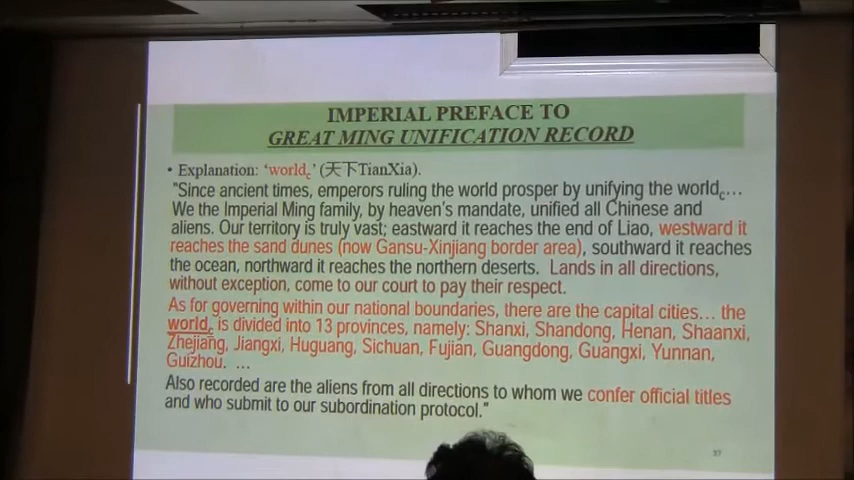 IMPERIAL PREFACE TO
GREAT MING UNIFICATION RECORD
• Explanation: ‘worldc’ (天下TianXia).
"Since ancient times, emperors ruling the world prosper by unifying the worldc…
We the Imperial Ming family, by heaven's mandate, unified all Chinese and
aliens. Our territory is truly vast; eastward it reaches the end of Liao, westward it
reaches the sand dunes (now Gansu-Xinjiang border area), southward it reaches
the ocean, northward it reaches the northern deserts. Lands in all directions,
without exception, come to our court to pay their respect.
As for governing within our national boundaries, there are the capital cities… the
worldc is divided into 13 provinces, namely: Shanxi, Shandong, Henan, Shaanxi,
Zhejiang, Jiangxi, Huguang, Sichuan, Fujian, Guangdong, Guangxi, Yunnan,
Guizhou. …
Also recorded are the aliens from all directions to whom we confer official titles
and who submit to our subordination protocol."
37